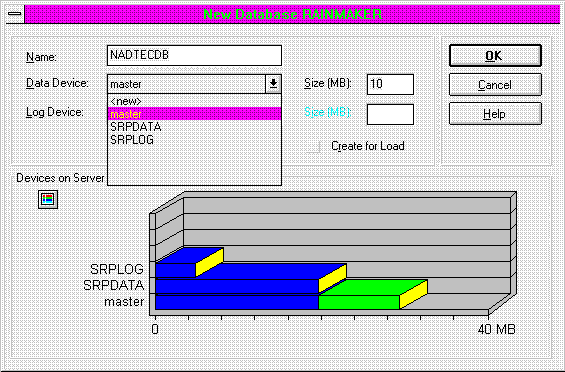 New Database RAINMAKER
Name: NADTECDB
OK
Data Device: master Size (MB): 10
Cancel
<new>
Log Device: master Size (MB):
Help
SRPDATA
SRPLOG
Create for Load
Devices on Server
SRPLOG
SRPDATA
master
0 40 MB